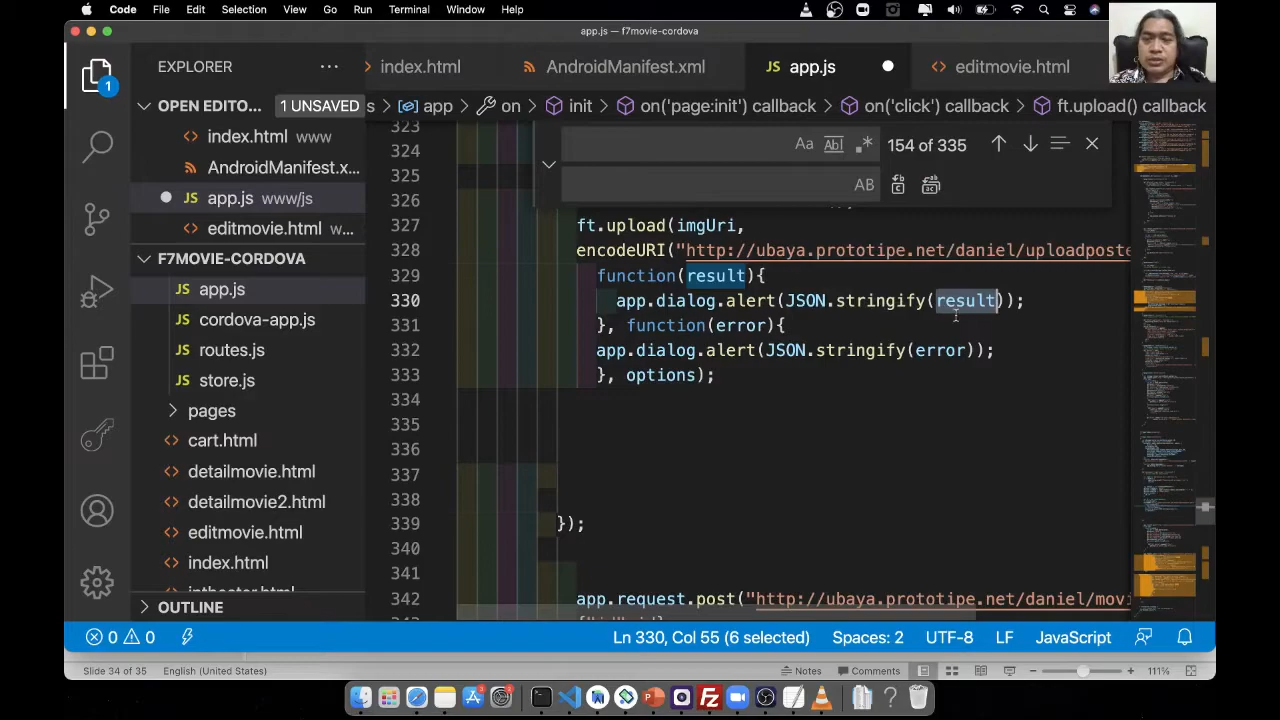 Code File Edit Selection View Go Run Terminal Window Help
app.js — f7movie-cordova
EXPLORER
OPEN EDITO... 1 UNSAVED
index.html www
AndroidManifest.x...
app.js www/js
editmovie.html w...
F7MOVIE-CORDOVA
app.js
cordova-app.js
routes.js
store.js
pages
cart.html
detailmovie.html
detailmovie2.html
editmovie.html
index.html
OUTLINE
AndroidManifest.xml
app.js
editmovie.html
s app on init on('page:init') callback on('click') callback ft.upload() callback
Aa Ab 181 of 335
AB
323
324
325
326
327 ft.upload(imgUri,
328 encodeURI("http://ubaya.prototipe.net/daniel/uploadposte
329 function(result){
330 app.dialog.alert(JSON.stringify(result));
331 }, function(error){
332 app.dialog.alert(JSON.stringify(error));
333 }, options);
334
335
336
337
338
339 });
340
341
342 app.request.post("http://ubaya.prototipe.net/daniel/mov
0 0 Ln 330, Col 55 (6 selected) Spaces: 2 UTF-8 LF JavaScript
Slide 34 of 35 English (United States) Notes Comments 111%